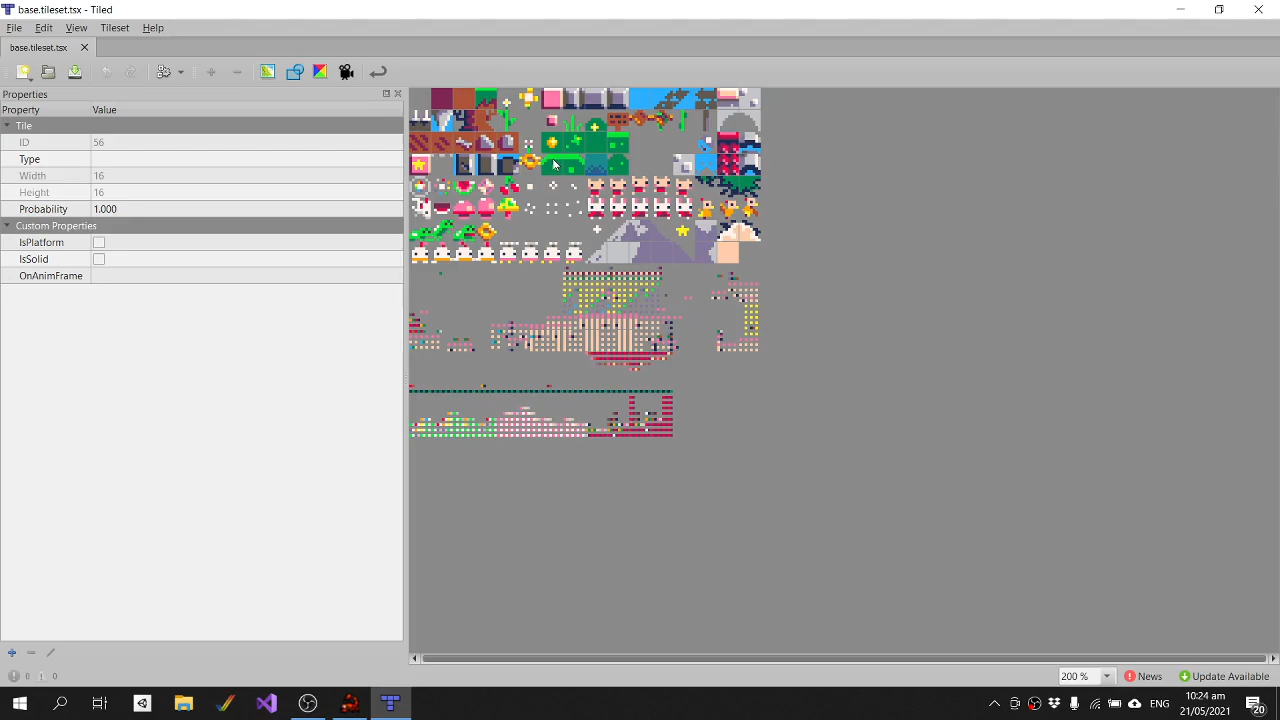 base.tileset.tsx - Tiled
File Edit View Tileset Help
base.tileset.tsx
Properties
Property Value
Tile
ID 56
Type
Width 16
Height 16
Probability 1.000
Custom Properties
IsPlatform
IsSolid
OnAnimFrame
0 0
200 % News Update Available
ENG
10:24 am
21/05/2021
20